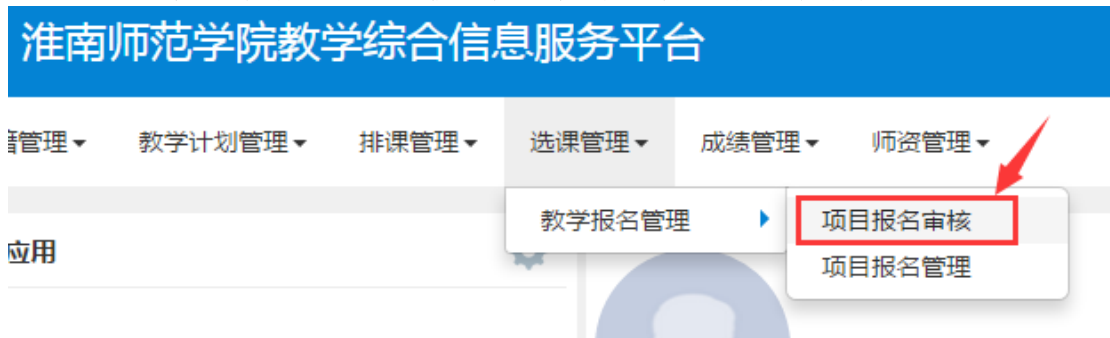 淮南师范学院教学综合信息服务平台
管理 教学计划管理 排课管理 选课管理 成绩管理 师资管理
教学报名管理 项目报名审核
应用
项目报名管理